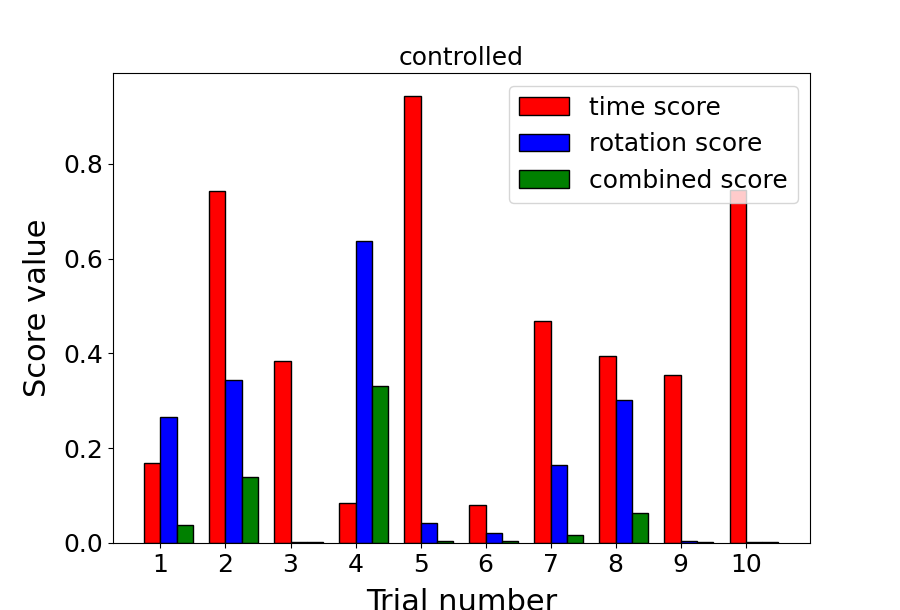 controlled
time score
rotation score
combined score
Score value
0.8
0.6
0.4
0.2
0.0
1 2 3 4 5 6 7 8 9 10
Trial number